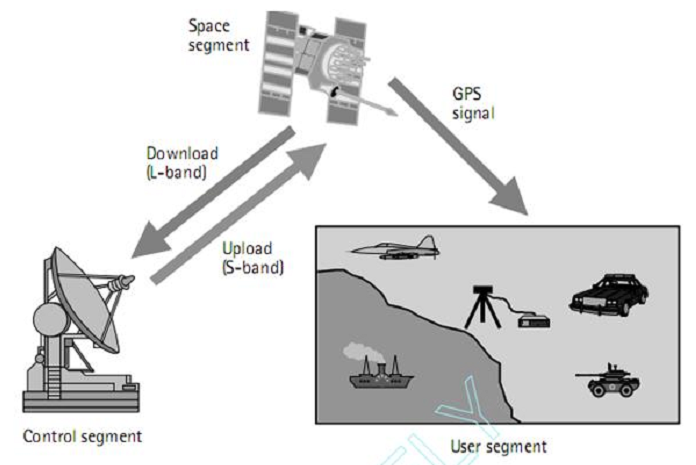 Space
segment
GPS
signal
Download
(L-band)
Upload
(S-band)
Control segment
User segment